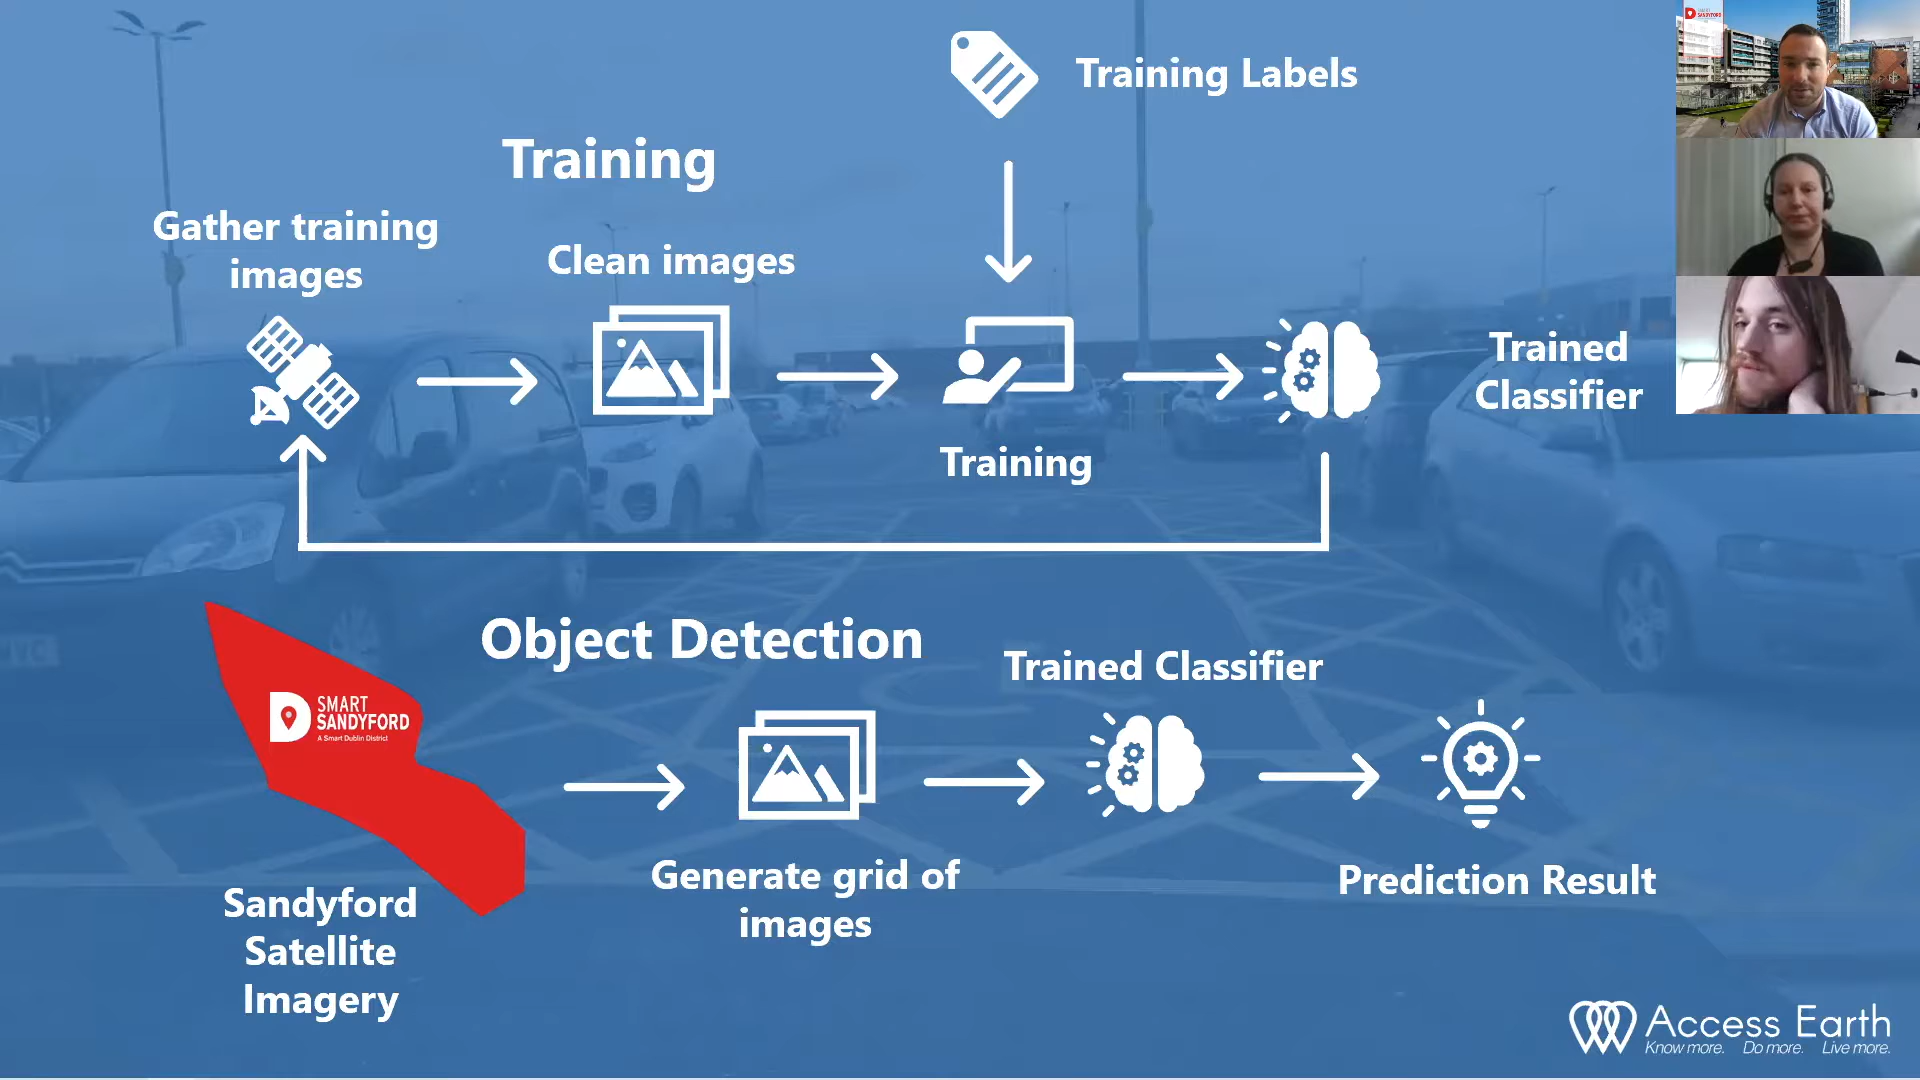 Training Labels
Training
Gather training
images
Clean images
Trained
Classifier
Training
Object Detection
Trained Classifier
SMART
SANDYFORD
A Smart Dublin District
Generate grid of
images
Prediction Result
Sandyford
Satellite
Imagery
Access Earth
Know more. Do more. Live more.